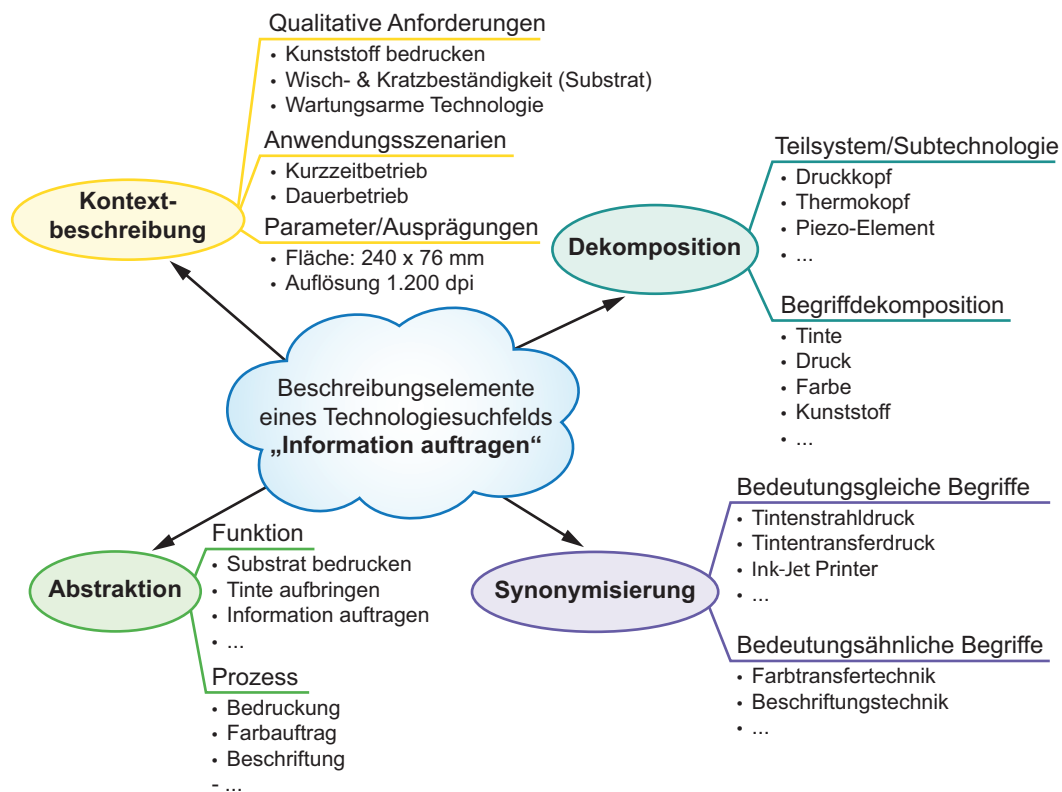 Qualitative Anforderungen
• Kunststoff bedrucken
• Wisch- & Kratzbeständigkeit (Substrat)
• Wartungsarme Technologie
Anwendungsszenarien
• Kurzzeitbetrieb
• Dauerbetrieb
Kontext-
beschreibung
Parameter/Ausprägungen
• Fläche: 240 x 76 mm
• Auflösung 1.200 dpi
Teilsystem/Subtechnologie
• Druckkopf
• Thermokopf
• Piezo-Element
• ...
Dekomposition
Begriffdekomposition
• Tinte
• Druck
• Farbe
• Kunststoff
• ...
Beschreibungselemente
eines Technologiesuchfelds
„Information auftragen“
Funktion
• Substrat bedrucken
• Tinte aufbringen
• Information auftragen
• ...
Abstraktion
Prozess
• Bedruckung
• Farbauftrag
• Beschriftung
- ...
Bedeutungsgleiche Begriffe
• Tintenstrahldruck
• Tintentransferdruck
• Ink-Jet Printer
• ...
Synonymisierung
Bedeutungsähnliche Begriffe
• Farbtransfertechnik
• Beschriftungstechnik
• ...